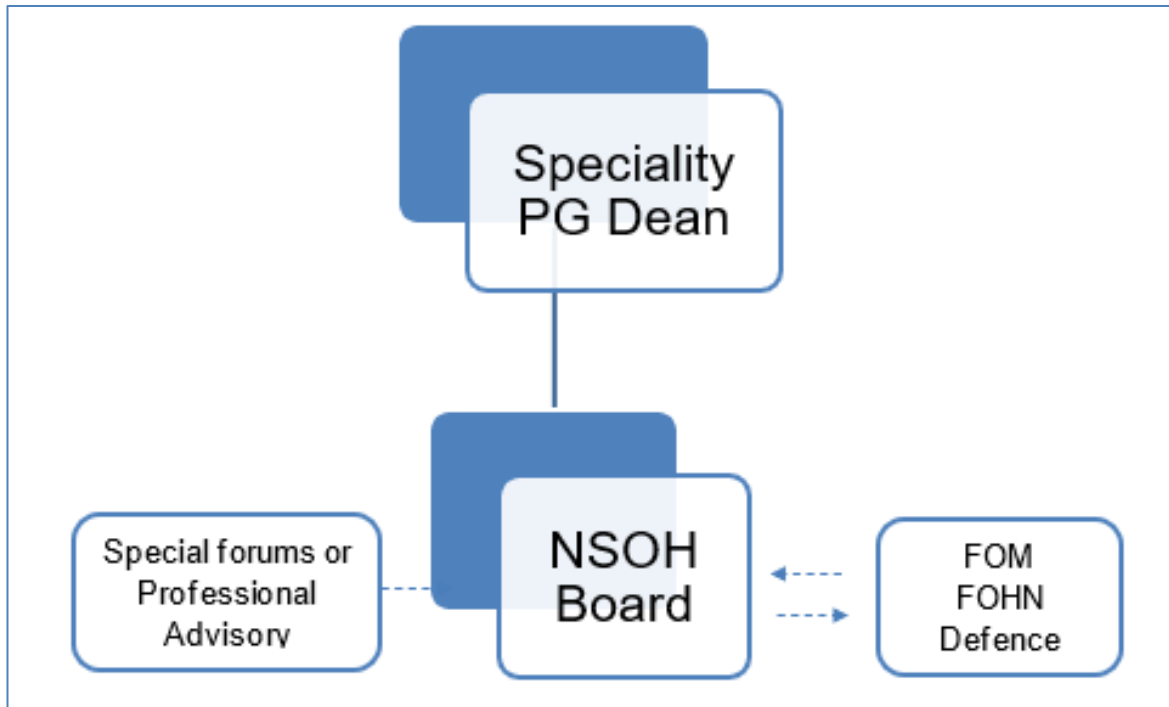 Speciality
PG Dean
Special forums or
Professional
Advisory
NSOH
Board
FOM
FOHN
Defence